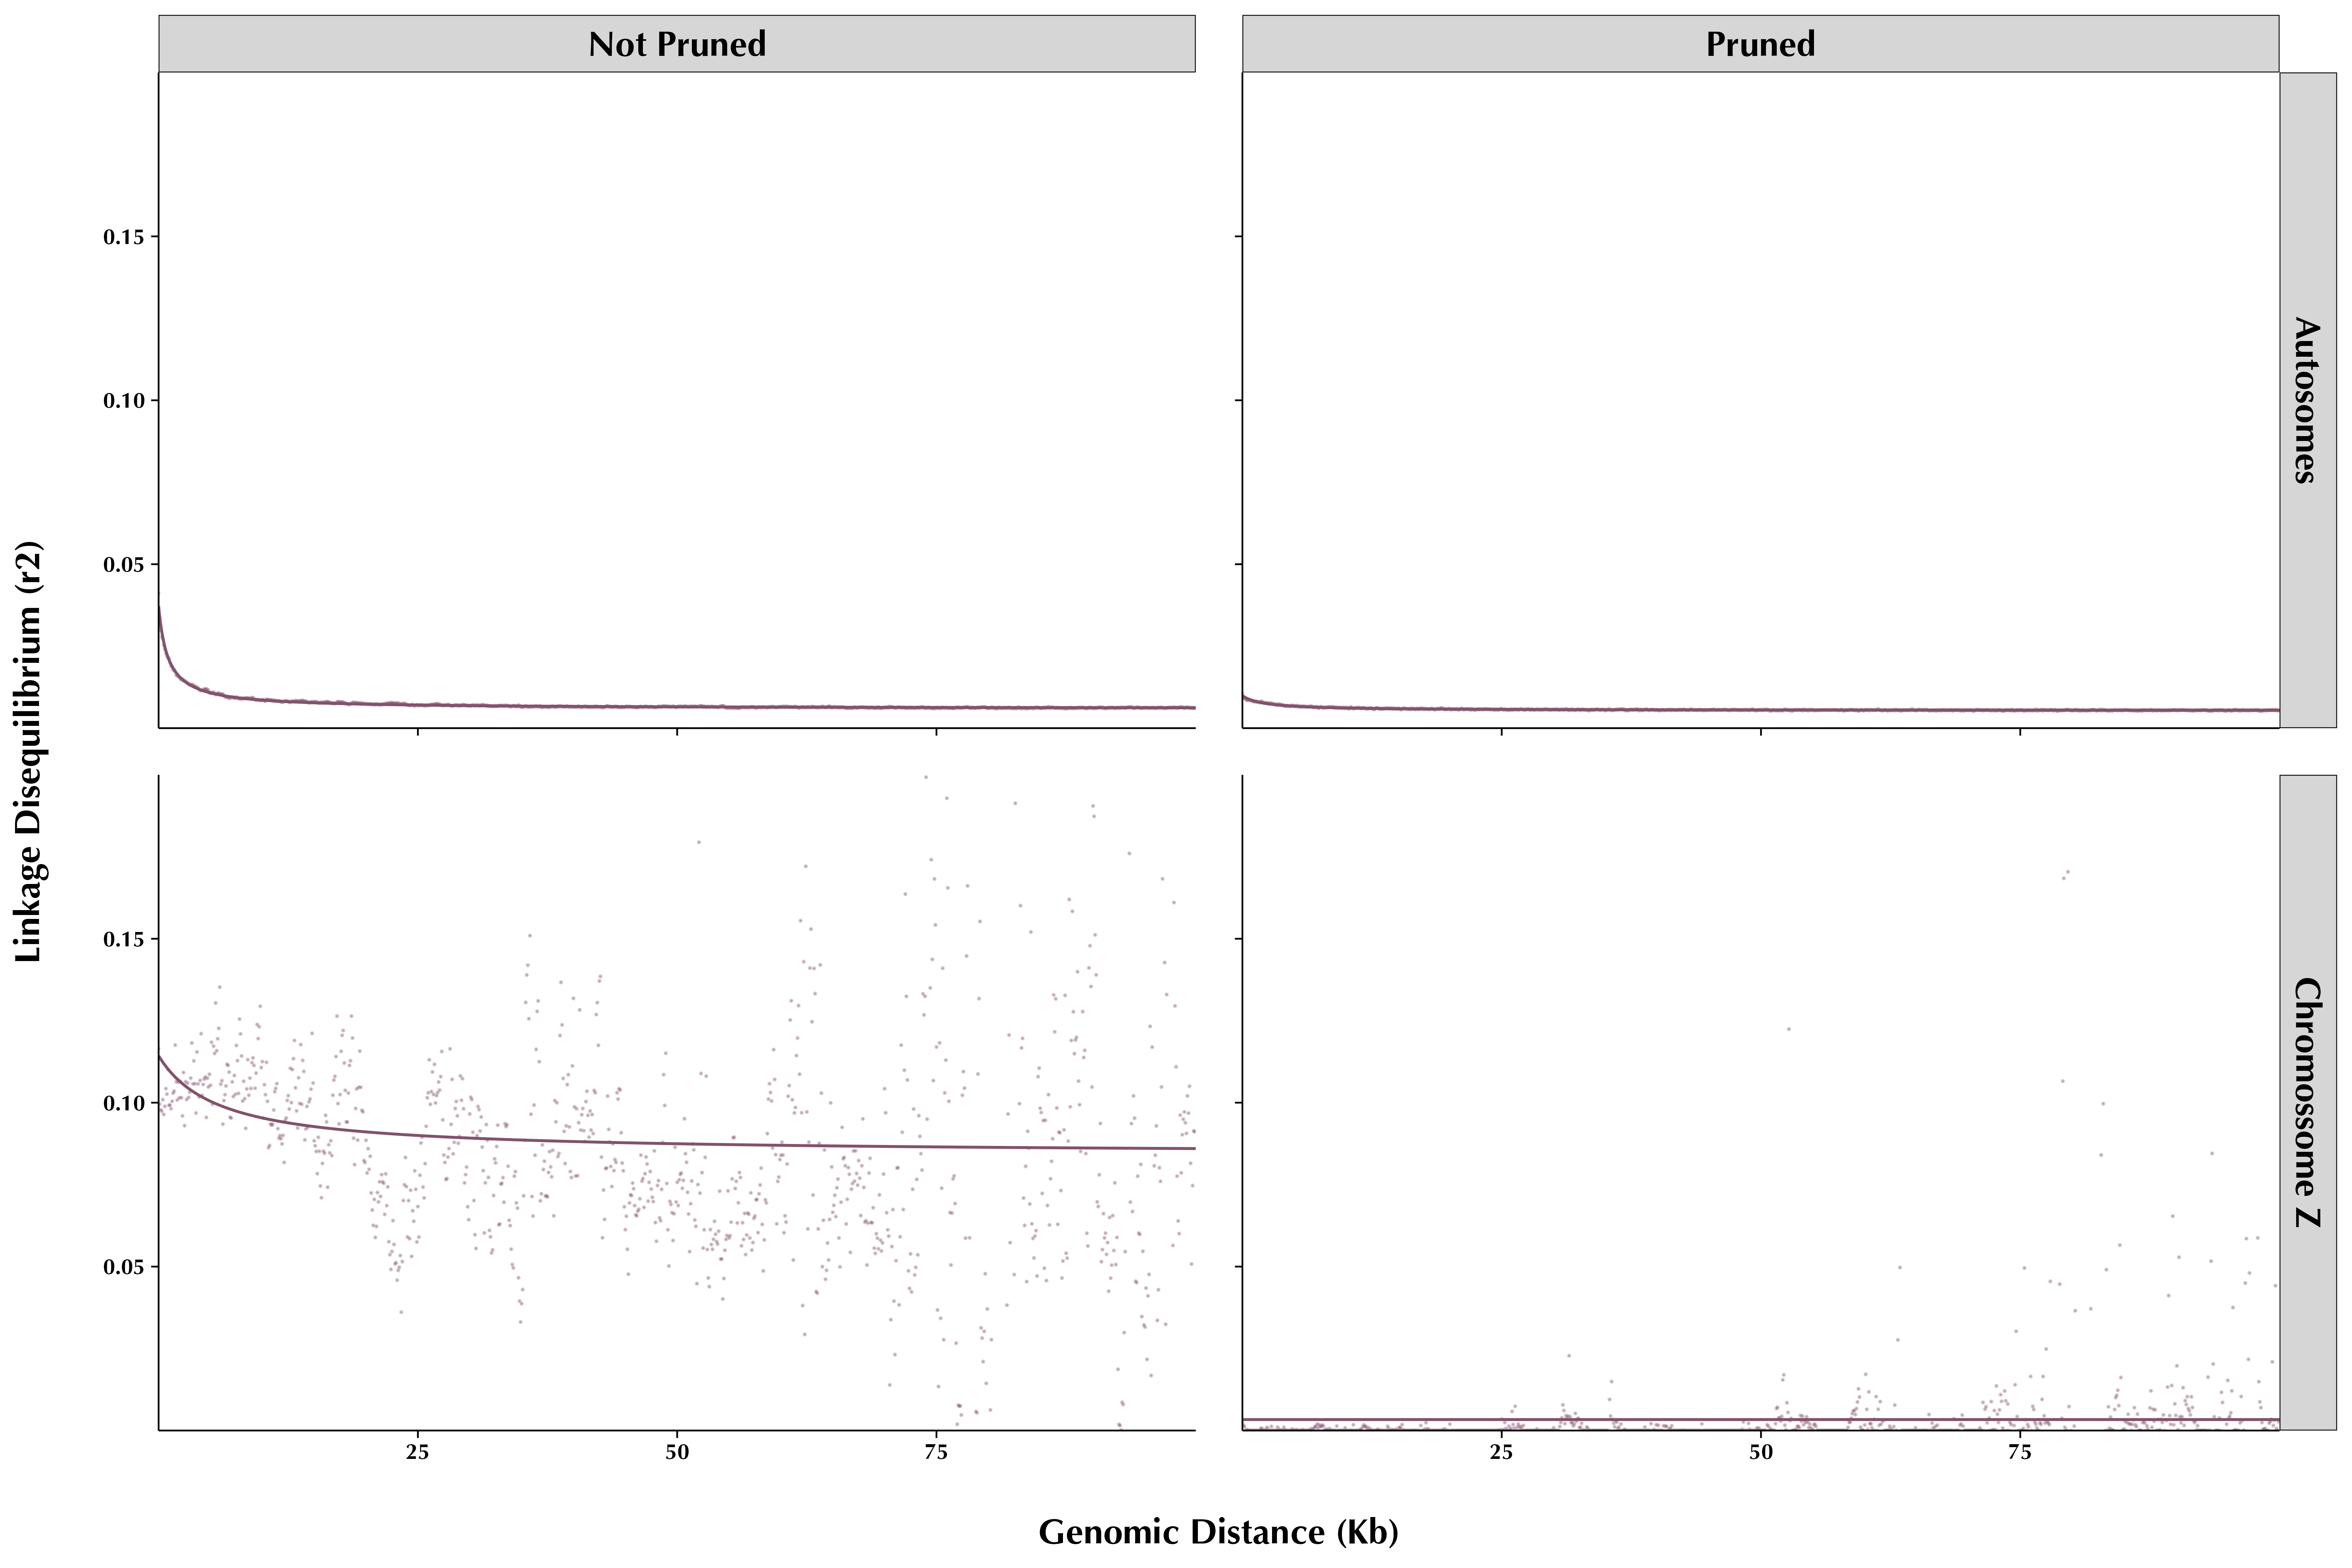 Not Pruned
Pruned
Linkage Disequilibrium (r2)
0.15
0.10
0.05
Autosomes
0.15
0.10
0.05
Chromossome Z
25
50
75
25
50
75
Genomic Distance (Kb)